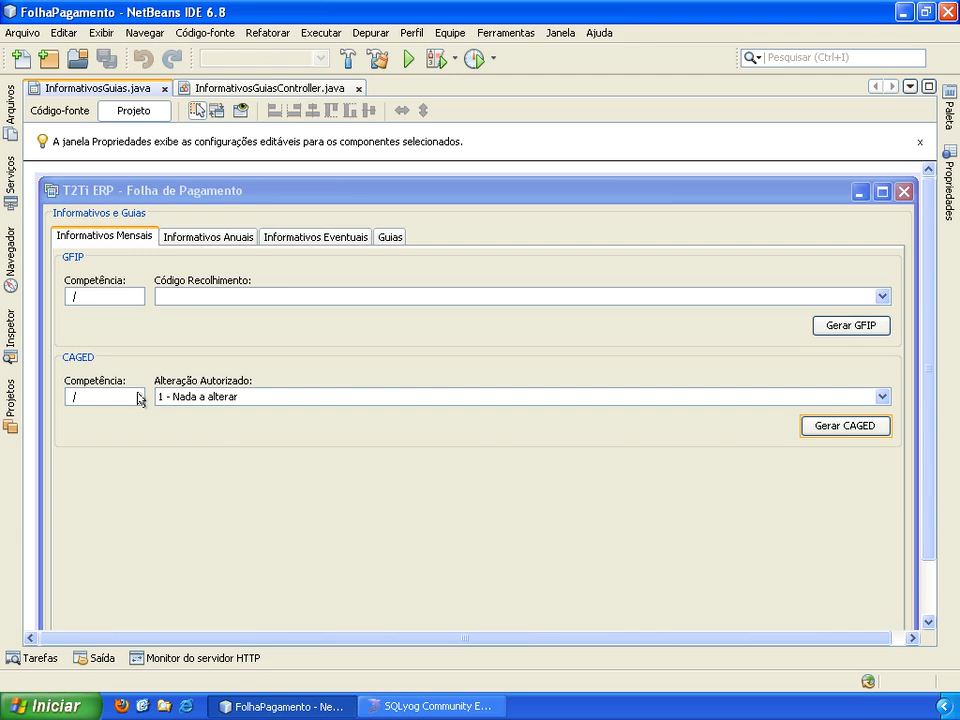 FolhaPagamento - NetBeans IDE 6.8
Arquivo Editar Exibir Navegar Código-fonte Refatorar Executar Depurar Perfil Equipe Ferramentas Janela Ajuda
Pesquisar (Ctrl+I)
InformativosGuias.java x InformativosGuiasController.java x
Código-fonte Projeto
A janela Propriedades exibe as configurações editáveis para os componentes selecionados. x
Arquivos
Serviços
Navegador
Inspetor
Projetos
Paleta
Propriedades
T2Ti ERP - Folha de Pagamento
Informativos e Guias
Informativos Mensais Informativos Anuais Informativos Eventuais Guias
GFIP
Competência: Código Recolhimento:
/
Gerar GFIP
CAGED
Competência: Alteração Autorizado:
/ 1 - Nada a alterar
Gerar CAGED
Tarefas Saída Monitor do servidor HTTP
Iniciar FolhaPagamento - Ne... SQLyog Community E...